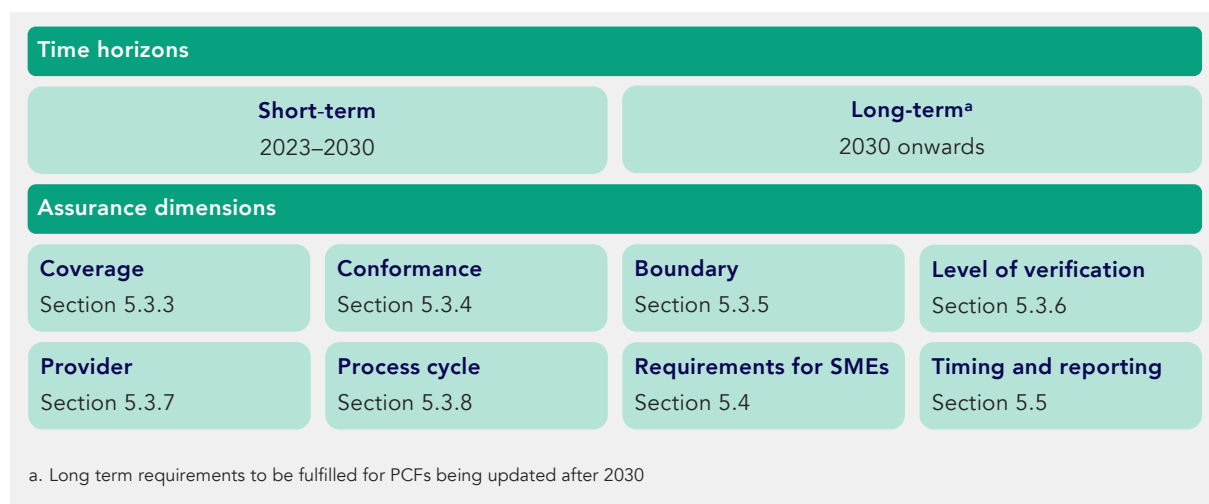 Time horizons
Short-term
2023–2030
Long-termᵃ
2030 onwards
Assurance dimensions
Coverage
Section 5.3.3
Conformance
Section 5.3.4
Boundary
Section 5.3.5
Level of verification
Section 5.3.6
Provider
Section 5.3.7
Process cycle
Section 5.3.8
Requirements for SMEs
Section 5.4
Timing and reporting
Section 5.5
a. Long term requirements to be fulfilled for PCFs being updated after 2030